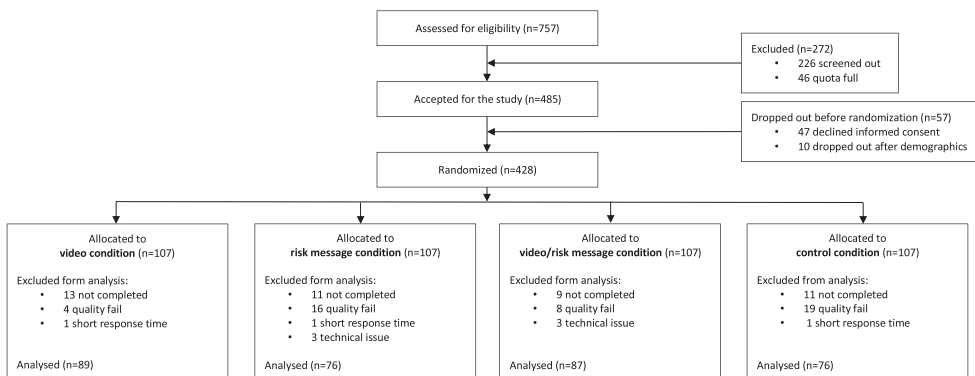 Assessed for eligibility (n=757)
Excluded (n=272)
• 226 screened out
• 46 quota full
Accepted for the study (n=485)
Dropped out before randomization (n=57)
• 47 declined informed consent
• 10 dropped out after demographics
Randomized (n=428)
Allocated to
video condition (n=107)
Excluded form analysis:
• 13 not completed
• 4 quality fail
• 1 short response time
Analysed (n=89)
Allocated to
risk message condition (n=107)
Excluded form analysis:
• 11 not completed
• 16 quality fail
• 1 short response time
• 3 technical issue
Analysed (n=76)
Allocated to
video/risk message condition (n=107)
Excluded form analysis:
• 9 not completed
• 8 quality fail
• 3 technical issue
Analysed (n=87)
Allocated to
control condition (n=107)
Excluded from analysis:
• 11 not completed
• 19 quality fail
• 1 short response time
Analysed (n=76)